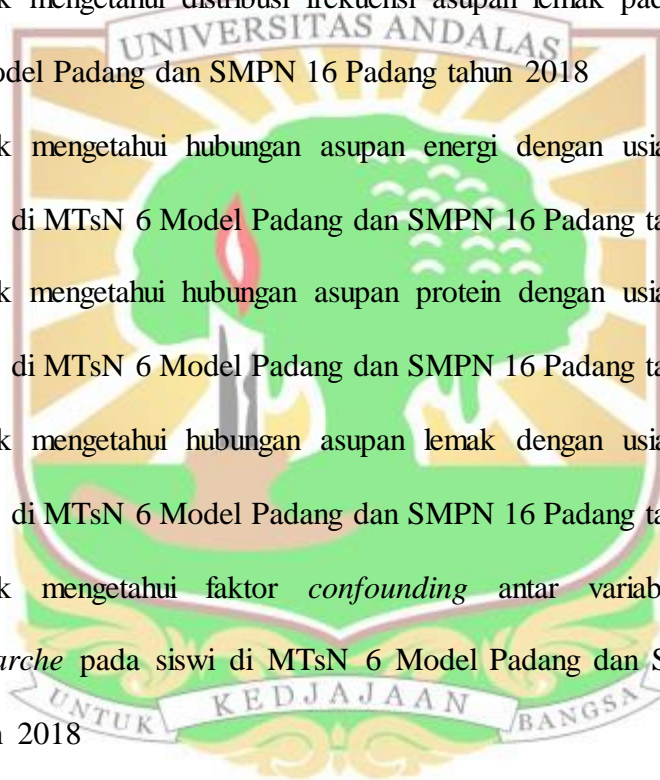 k mengetahui distribusi frekuensi asupan lemak pad
UNIVERSITAS ANDALAS
odel Padang dan SMPN 16 Padang tahun 2018
k mengetahui hubungan asupan energi dengan usia
di MTsN 6 Model Padang dan SMPN 16 Padang ta
k mengetahui hubungan asupan protein dengan usia
di MTsN 6 Model Padang dan SMPN 16 Padang ta
k mengetahui hubungan asupan lemak dengan usia
di MTsN 6 Model Padang dan SMPN 16 Padang ta
k mengetahui faktor confounding antar variab
arche pada siswi di MTsN 6 Model Padang dan S
UNTUK KEDJAJAAN BANGSA
n 2018